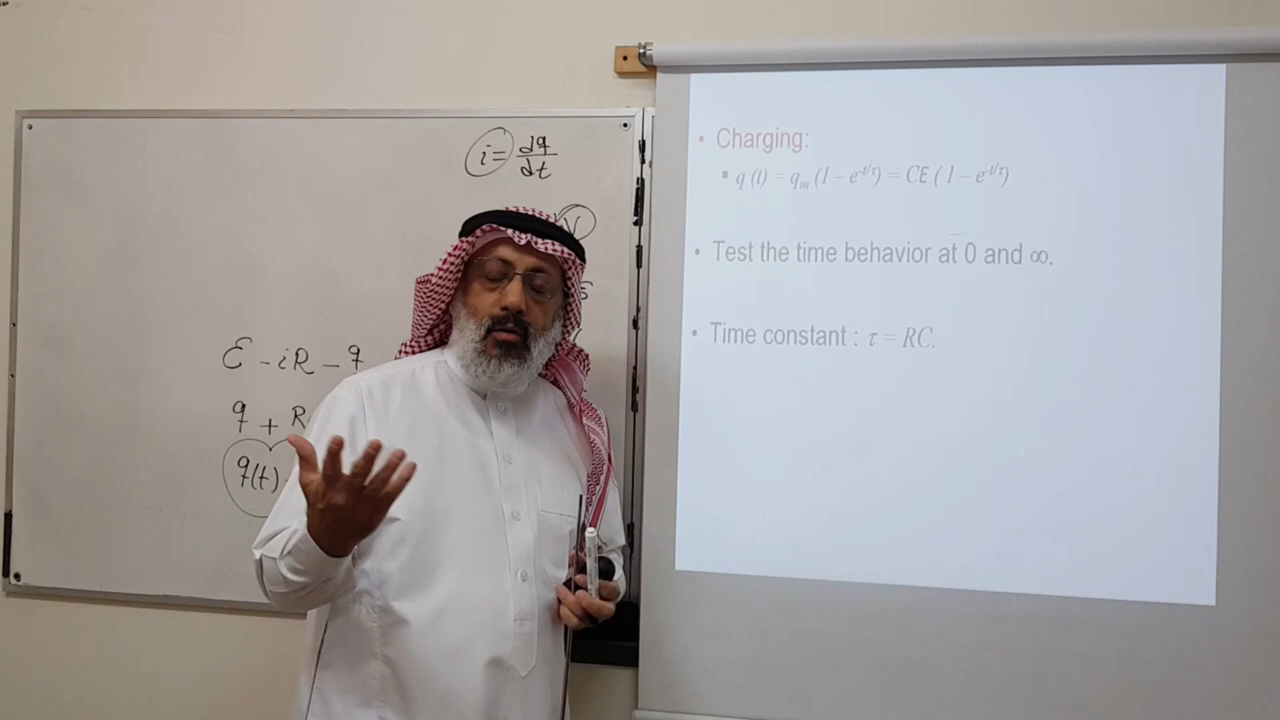 i = dq/dt
V
ℰ - iR - q
q + R
q(t)
• Charging:
▪ q (t) = qₘ (1 – e⁻ᵗ/τ) = CE ( 1 – e⁻ᵗ/τ)
• Test the time behavior at 0 and ∞.
• Time constant : τ = RC.